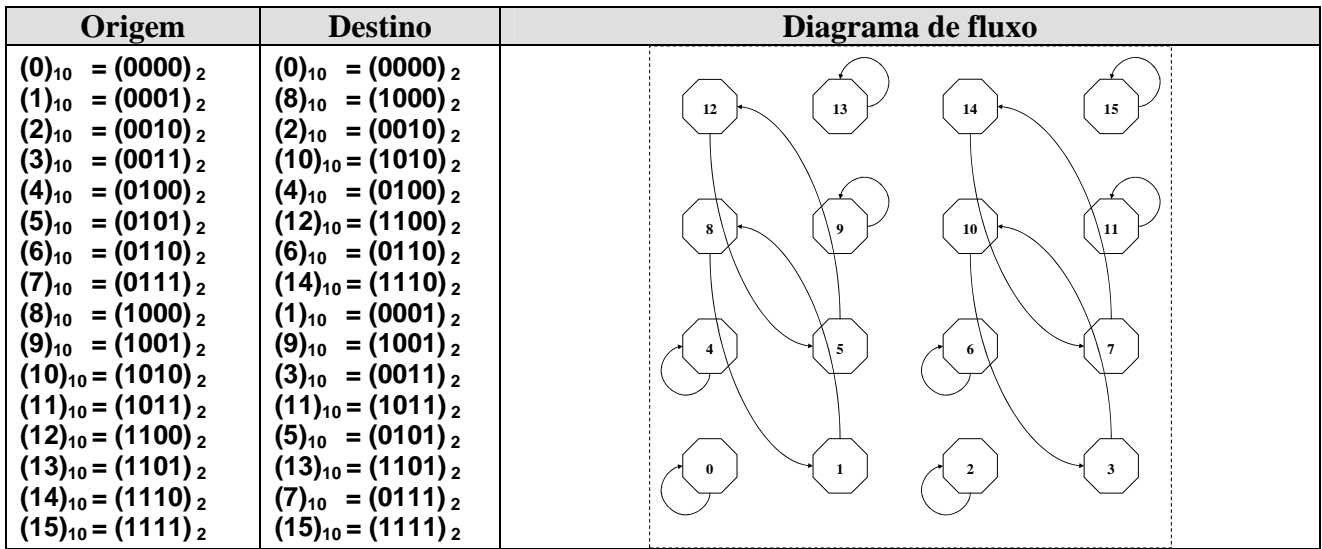 Origem Destino Diagrama de fluxo
(0)10 = (0000) 2 (0)10 = (0000) 2
(1)10 = (0001) 2 (8)10 = (1000) 2
(2)10 = (0010) 2 (2)10 = (0010) 2
(3)10 = (0011) 2 (10)10 = (1010) 2
(4)10 = (0100) 2 (4)10 = (0100) 2
(5)10 = (0101) 2 (12)10 = (1100) 2
(6)10 = (0110) 2 (6)10 = (0110) 2
(7)10 = (0111) 2 (14)10 = (1110) 2
(8)10 = (1000) 2 (1)10 = (0001) 2
(9)10 = (1001) 2 (9)10 = (1001) 2
(10)10 = (1010) 2 (3)10 = (0011) 2
(11)10 = (1011) 2 (11)10 = (1011) 2
(12)10 = (1100) 2 (5)10 = (0101) 2
(13)10 = (1101) 2 (13)10 = (1101) 2
(14)10 = (1110) 2 (7)10 = (0111) 2
(15)10 = (1111) 2 (15)10 = (1111) 2
12 13 14 15
8 9 10 11
4 5 6 7
0 1 2 3